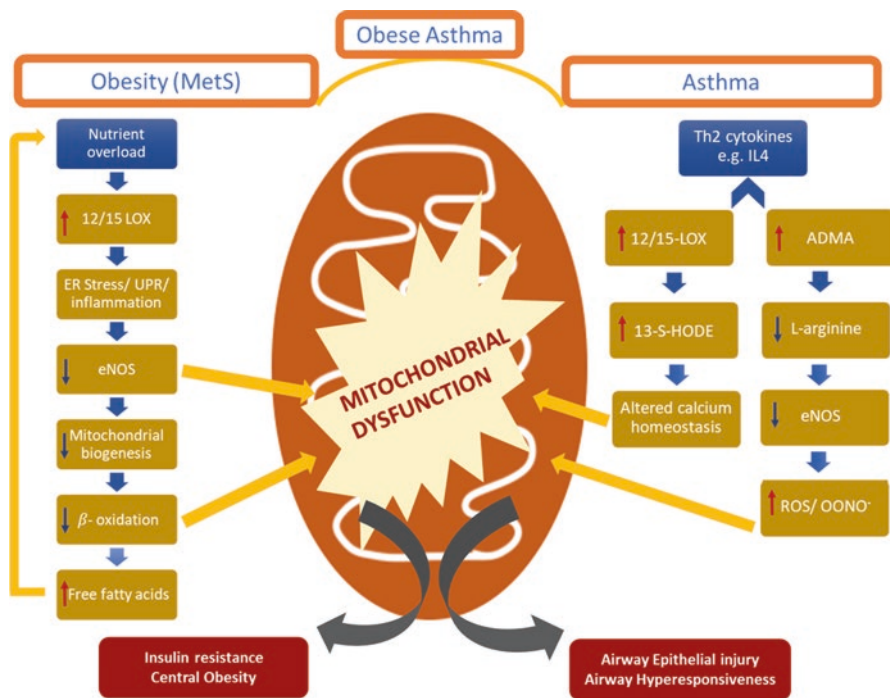 Obese Asthma
Obesity (MetS)
Asthma
Nutrient
overload
12/15 LOX
ER Stress/ UPR/
inflammation
eNOS
Mitochondrial
biogenesis
β- oxidation
Free fatty acids
MITOCHONDRIAL
DYSFUNCTION
Th2 cytokines
e.g. IL4
12/15-LOX
13-S-HODE
Altered calcium
homeostasis
ADMA
L-arginine
eNOS
ROS/ OONO⁻
Insulin resistance
Central Obesity
Airway Epithelial injury
Airway Hyperesponsiveness